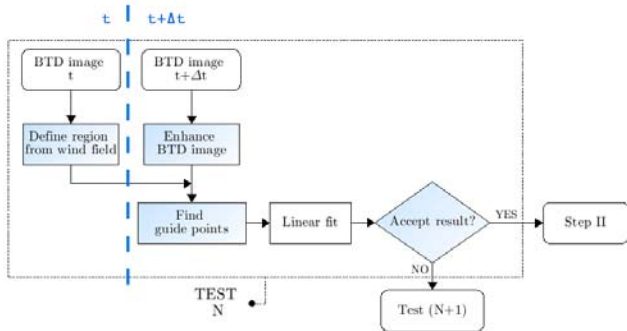 t
t+Δt
BTD image
t
BTD image
t+Δt
Define region
from wind field
Enhance
BTD image
Find
guide points
Linear fit
Accept result?
YES
Step II
NO
TEST
N
Test (N+1)